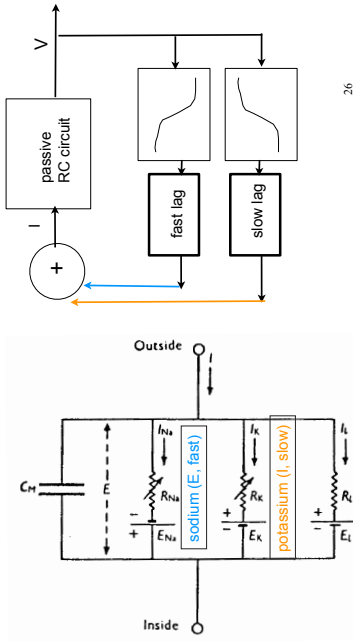 V
passive
RC circuit
I
+
fast lag
slow lag
26
Outside
I
C_M
E
I_Na
I_K
I_L
R_Na
R_K
R_L
- +
+ -
+ -
E_Na
E_K
E_L
sodium (E, fast)
potassium (I, slow)
Inside